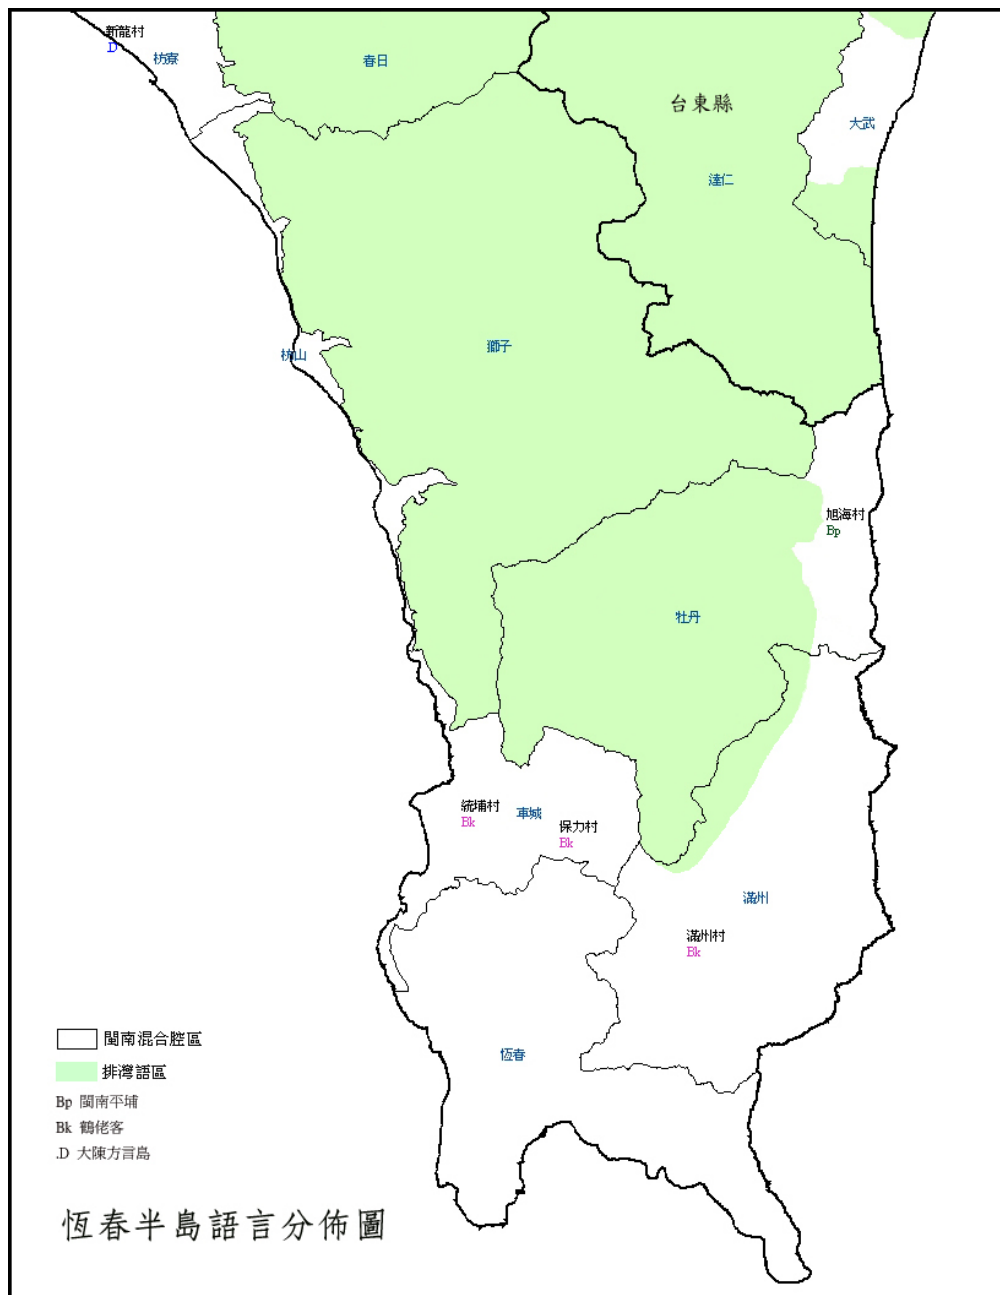 新龍村
.D
枋寮
春日
台東縣
大武
達仁
枋山
獅子
旭海村
Bp
牡丹
統埔村
Bk
車城
保力村
Bk
滿州
滿州村
Bk
恆春
閩南混合腔區
排灣語區
Bp 閩南平埔
Bk 鶴佬客
.D 大陳方言島
恆春半島語言分佈圖